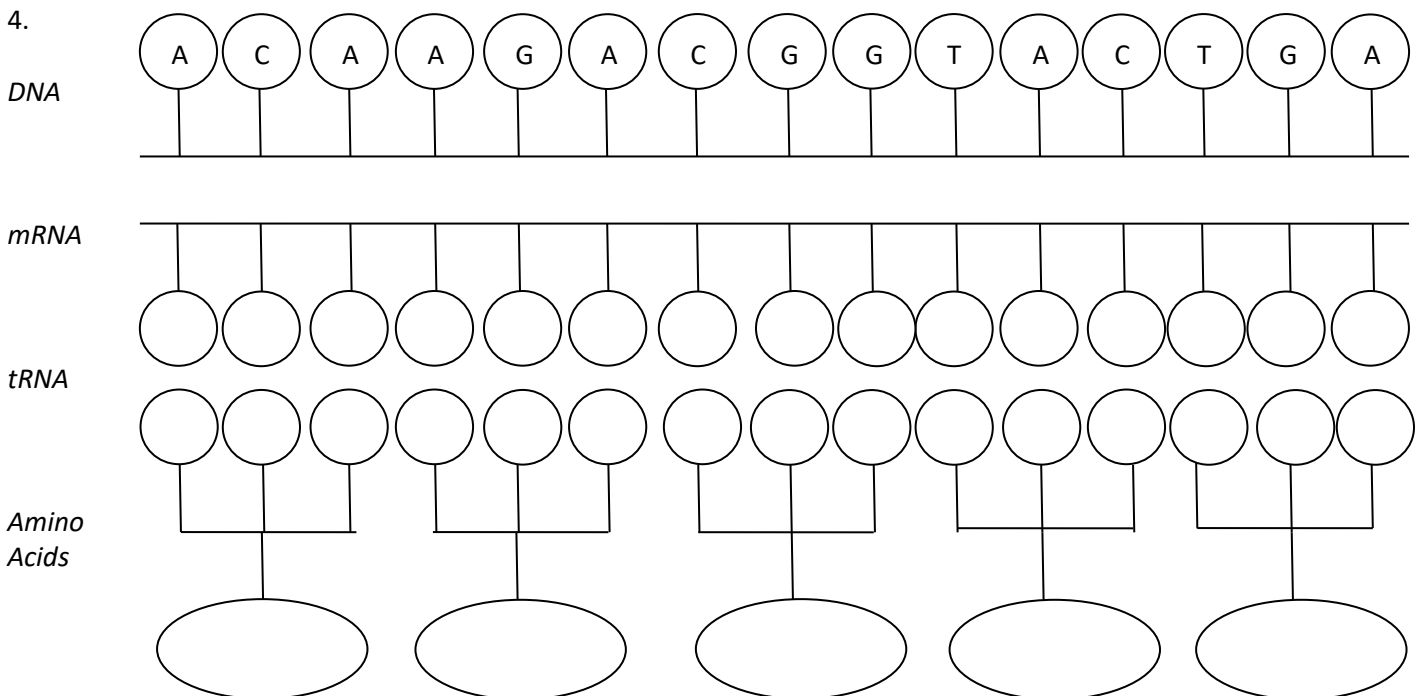 4.
A C A A G A C G G T A C T G A
DNA
mRNA
tRNA
Amino
Acids